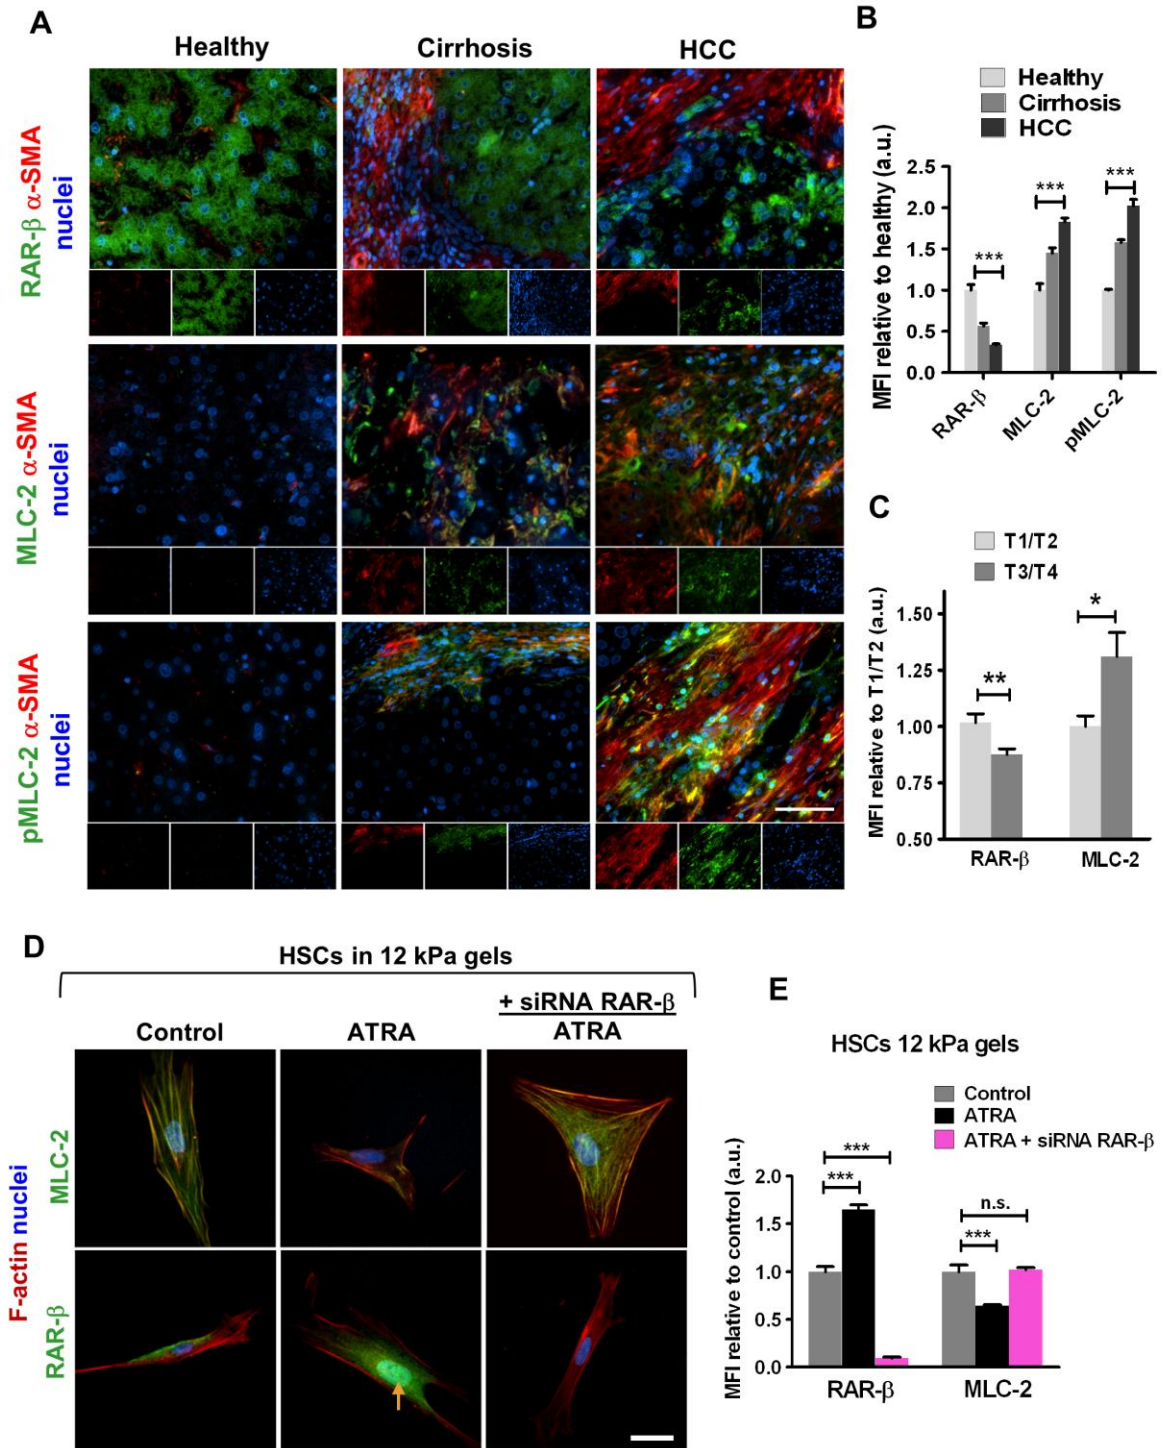 A
Healthy
Cirrhosis
HCC
RAR-β α-SMA
nuclei
MLC-2 α-SMA
nuclei
pMLC-2 α-SMA
nuclei
B
Healthy
Cirrhosis
HCC
MFI relative to healthy (a.u.)
2.5
2.0
1.5
1.0
0.5
0.0
***
***
***
RAR-β
MLC-2
pMLC-2
C
T1/T2
T3/T4
MFI relative to T1/T2 (a.u.)
1.50
1.25
1.00
0.75
0.50
**
*
RAR-β
MLC-2
D
HSCs in 12 kPa gels
Control
ATRA
+ siRNA RAR-β
ATRA
F-actin nuclei
MLC-2
RAR-β
E
HSCs 12 kPa gels
Control
ATRA
ATRA + siRNA RAR-β
MFI relative to control (a.u.)
2.0
1.5
1.0
0.5
0.0
***
***
n.s.
***
RAR-β
MLC-2